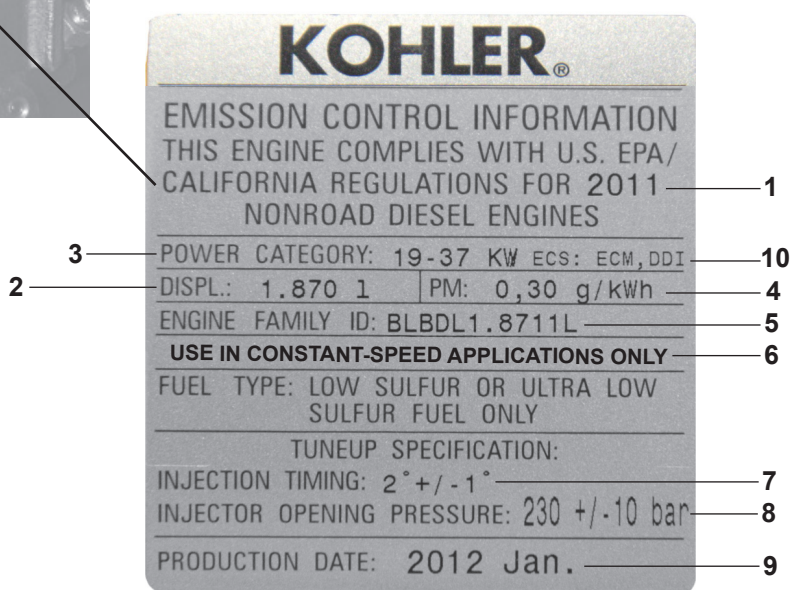 KOHLER®
EMISSION CONTROL INFORMATION
THIS ENGINE COMPLIES WITH U.S. EPA/
CALIFORNIA REGULATIONS FOR 2011 1
NONROAD DIESEL ENGINES
3 POWER CATEGORY: 19-37 KW ECS: ECM,DDI 10
2 DISPL.: 1.870 l PM: 0,30 g/kWh 4
ENGINE FAMILY ID: BLBDL1.8711L 5
USE IN CONSTANT-SPEED APPLICATIONS ONLY 6
FUEL TYPE: LOW SULFUR OR ULTRA LOW
SULFUR FUEL ONLY
TUNEUP SPECIFICATION:
INJECTION TIMING: 2°+/-1° 7
INJECTOR OPENING PRESSURE: 230 +/-10 bar 8
PRODUCTION DATE: 2012 Jan. 9